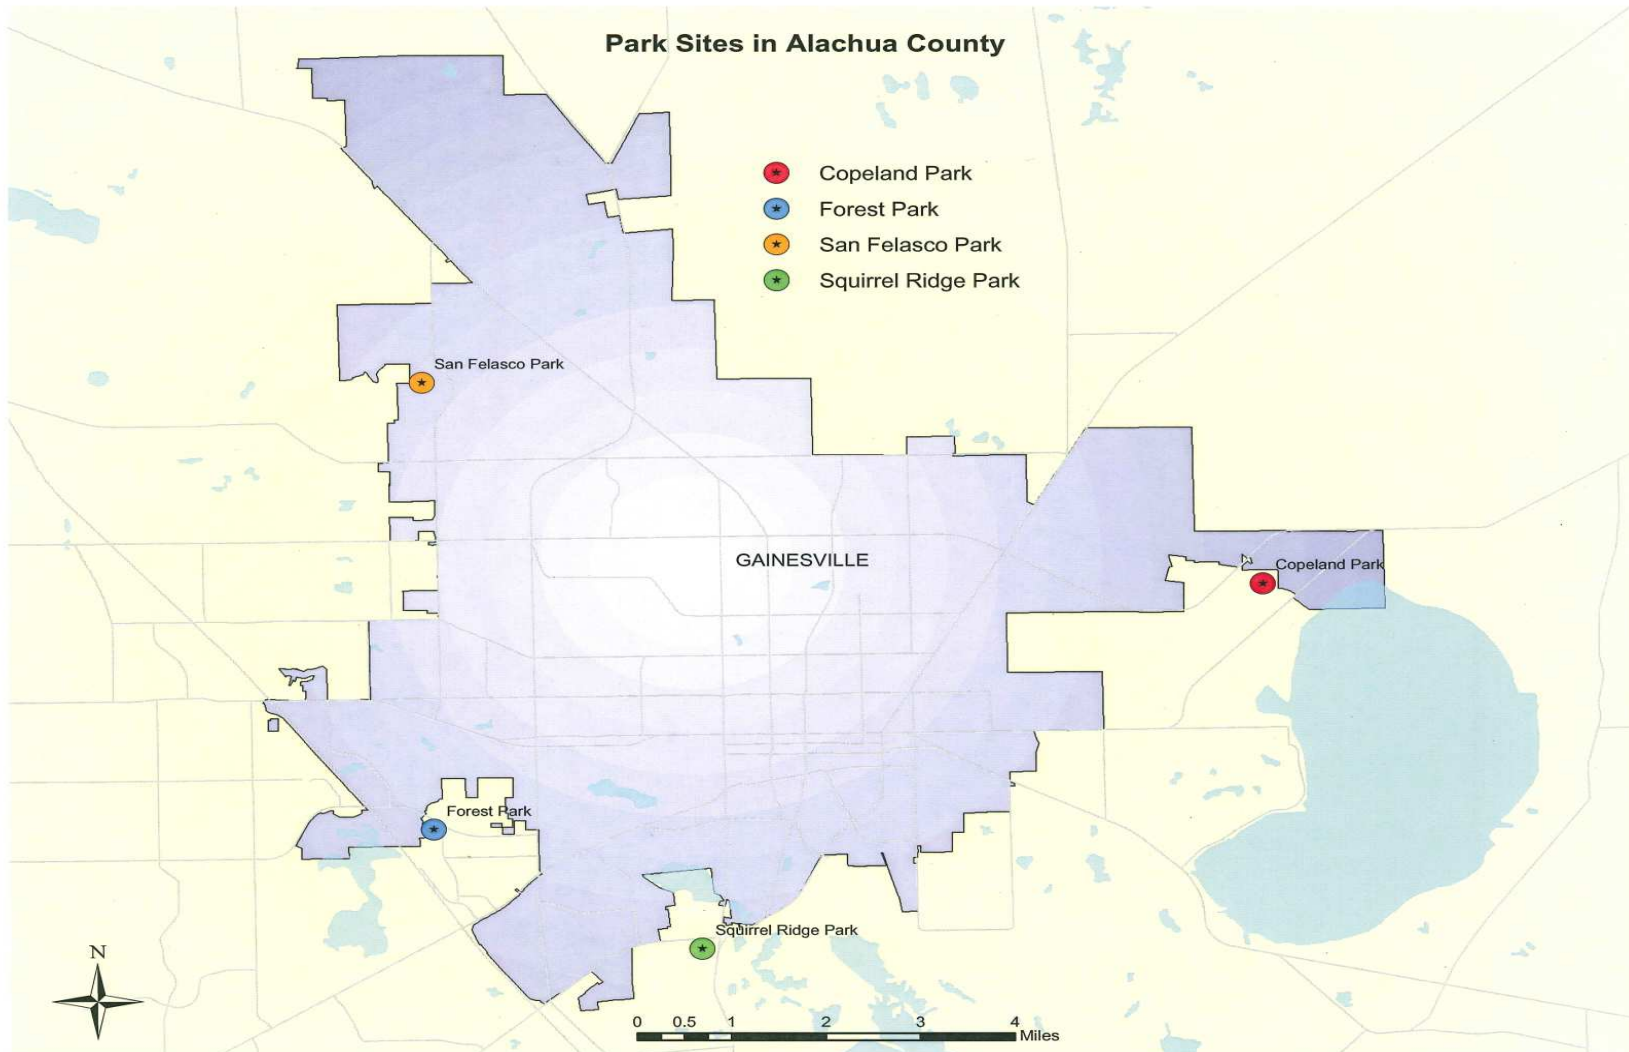 Park Sites in Alachua County
Copeland Park
Forest Park
San Felasco Park
Squirrel Ridge Park
San Felasco Park
GAINESVILLE
Copeland Park
Forest Park
Squirrel Ridge Park
N
0 0.5 1 2 3 4
Miles